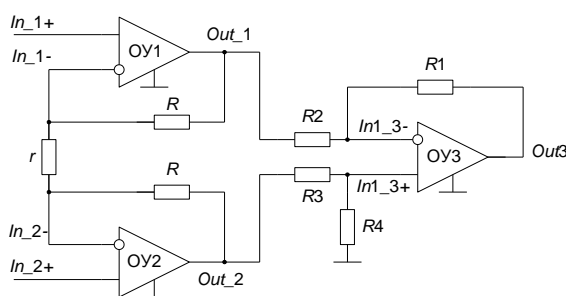 In_1+
ОУ1
In_1-
Out_1
R
R1
R2
r
In1_3-
ОУ3
Out3
R
R3
In1_3+
In_2-
R4
ОУ2
In_2+
Out_2